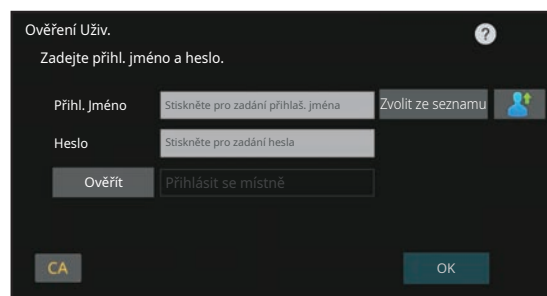 Ověření Uživ.
?
Zadejte přihl. jméno a heslo.
Přihl. Jméno Stiskněte pro zadání přihlaš. jména Zvolit ze seznamu
Heslo Stiskněte pro zadání hesla
Ověřít Přihlásit se místně
CA OK